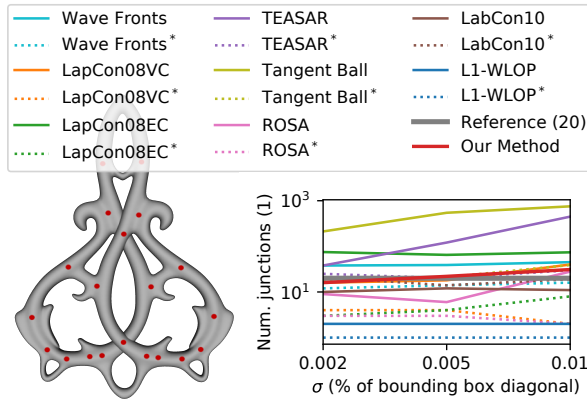 Wave Fronts
Wave Fronts*
LapCon08VC
LapCon08VC*
LapCon08EC
LapCon08EC*
TEASAR
TEASAR*
Tangent Ball
Tangent Ball*
ROSA
ROSA*
LabCon10
LabCon10*
L1-WLOP
L1-WLOP*
Reference (20)
Our Method
Num. junctions (1)
10³
10¹
0.002 0.005 0.01
σ (% of bounding box diagonal)